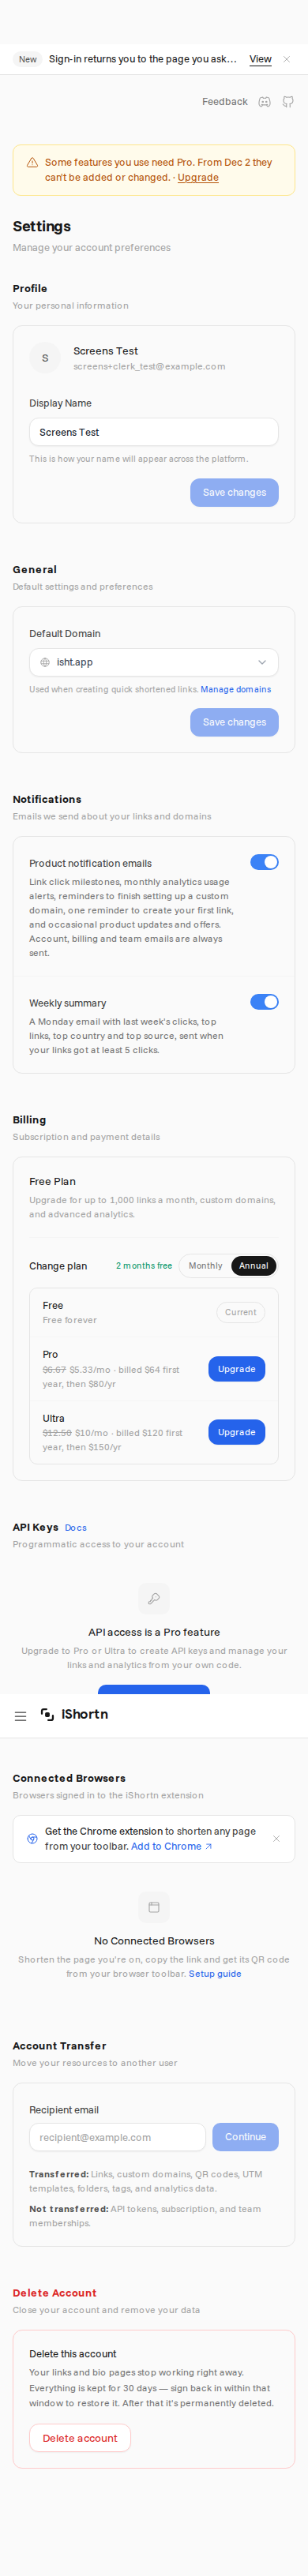 New Sign-in returns you to the page you ask... View
Feedback
Some features you use need Pro. From Dec 2 they
can't be added or changed. · Upgrade
Settings
Manage your account preferences
Profile
Your personal information
S
Screens Test
screens+clerk_test@example.com
Display Name
Screens Test
This is how your name will appear across the platform.
Save changes
General
Default settings and preferences
Default Domain
isht.app
Used when creating quick shortened links. Manage domains
Save changes
Notifications
Emails we send about your links and domains
Product notification emails
Link click milestones, monthly analytics usage
alerts, reminders to finish setting up a custom
domain, one reminder to create your first link,
and occasional product updates and offers.
Account, billing and team emails are always
sent.
Weekly summary
A Monday email with last week's clicks, top
links, top country and top source, sent when
your links got at least 5 clicks.
Billing
Subscription and payment details
Free Plan
Upgrade for up to 1,000 links a month, custom domains,
and advanced analytics.
Change plan 2 months free Monthly Annual
Free
Free forever
Current
Pro
$6.67 $5.33/mo · billed $64 first
year, then $80/yr
Upgrade
Ultra
$12.50 $10/mo · billed $120 first
year, then $150/yr
Upgrade
API Keys Docs
Programmatic access to your account
API access is a Pro feature
Upgrade to Pro or Ultra to create API keys and manage your
links and analytics from your own code.
iShortn
Connected Browsers
Browsers signed in to the iShortn extension
Get the Chrome extension to shorten any page
from your toolbar. Add to Chrome ↗
No Connected Browsers
Shorten the page you're on, copy the link and get its QR code
from your browser toolbar. Setup guide
Account Transfer
Move your resources to another user
Recipient email
recipient@example.com
Continue
Transferred: Links, custom domains, QR codes, UTM
templates, folders, tags, and analytics data.
Not transferred: API tokens, subscription, and team
memberships.
Delete Account
Close your account and remove your data
Delete this account
Your links and bio pages stop working right away.
Everything is kept for 30 days — sign back in within that
window to restore it. After that it's permanently deleted.
Delete account